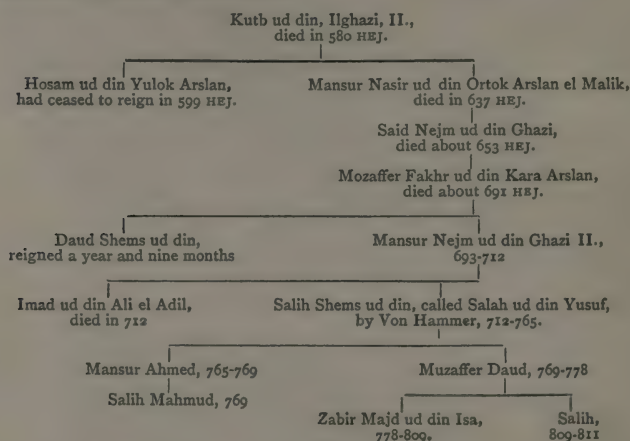 Kutb ud din, Ilghazi, II.,
died in 580 HEJ.
Hosam ud din Yulok Arslan,
had ceased to reign in 599 HEJ.
Mansur Nasir ud din Ortok Arslan el Malik,
died in 637 HEJ.
Said Nejm ud din Ghazi,
died about 653 HEJ.
Mozaffer Fakhr ud din Kara Arslan,
died about 691 HEJ.
Daud Shems ud din,
reigned a year and nine months
Mansur Nejm ud din Ghazi II.,
693-712
Imad ud din Ali el Adil,
died in 712
Salih Shems ud din, called Salah ud din Yusuf,
by Von Hammer, 712-765.
Mansur Ahmed, 765-769
Muzaffer Daud, 769-778
Salih Mahmud, 769
Zabir Majd ud din Isa,
778-809.
Salih,
809-811